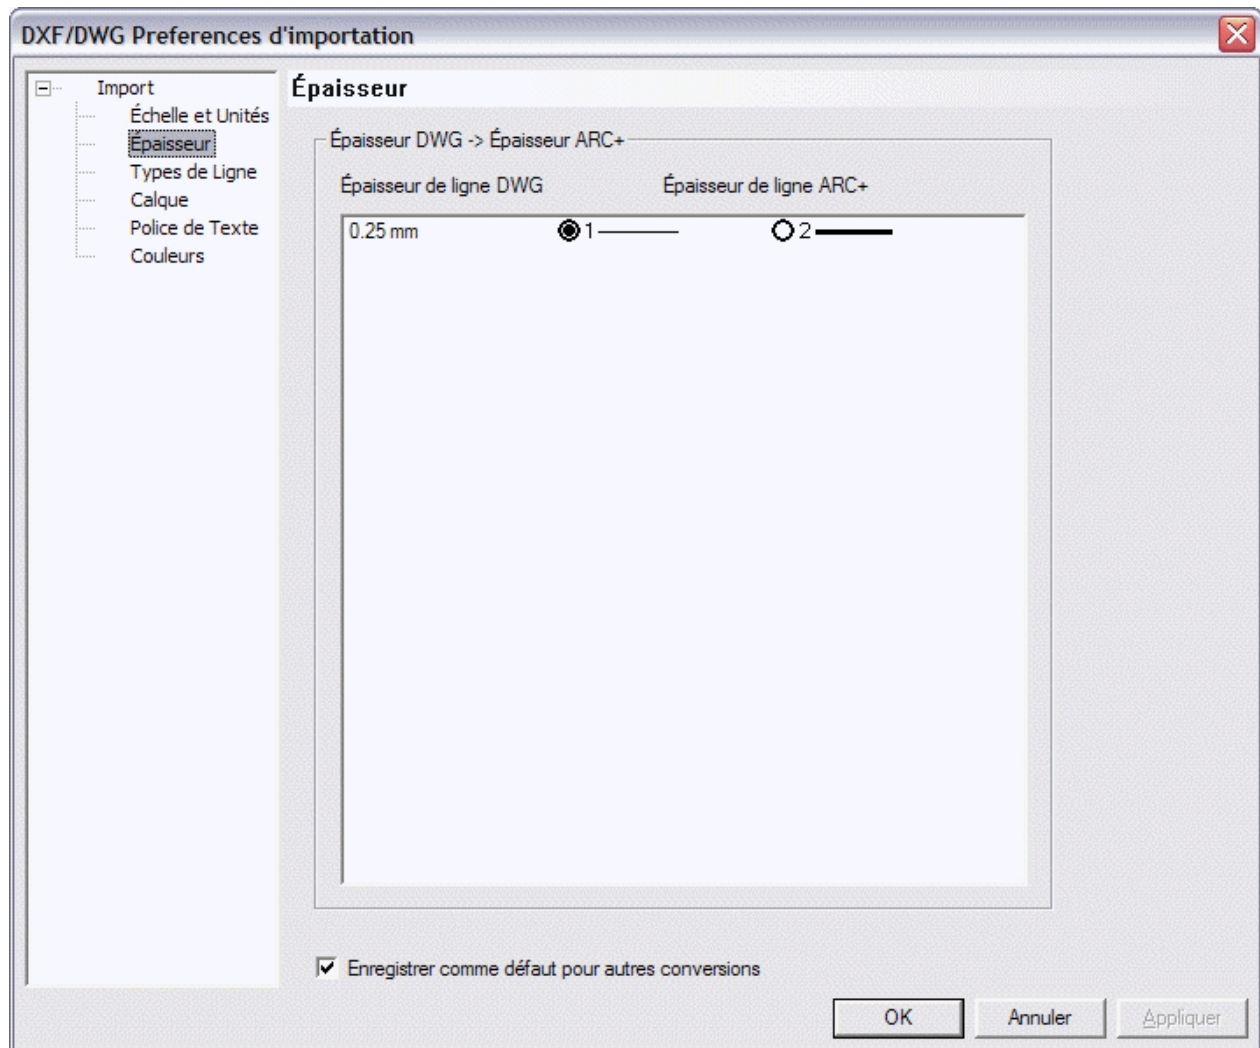 DXF/DWG Preferences d'importation
Import
Échelle et Unités
Épaisseur
Types de Ligne
Calque
Police de Texte
Couleurs
Épaisseur
Épaisseur DWG -> Épaisseur ARC+
Épaisseur de ligne DWG Épaisseur de ligne ARC+
0.25 mm 1 2
Enregistrer comme défaut pour autres conversions
OK Annuler Appliquer